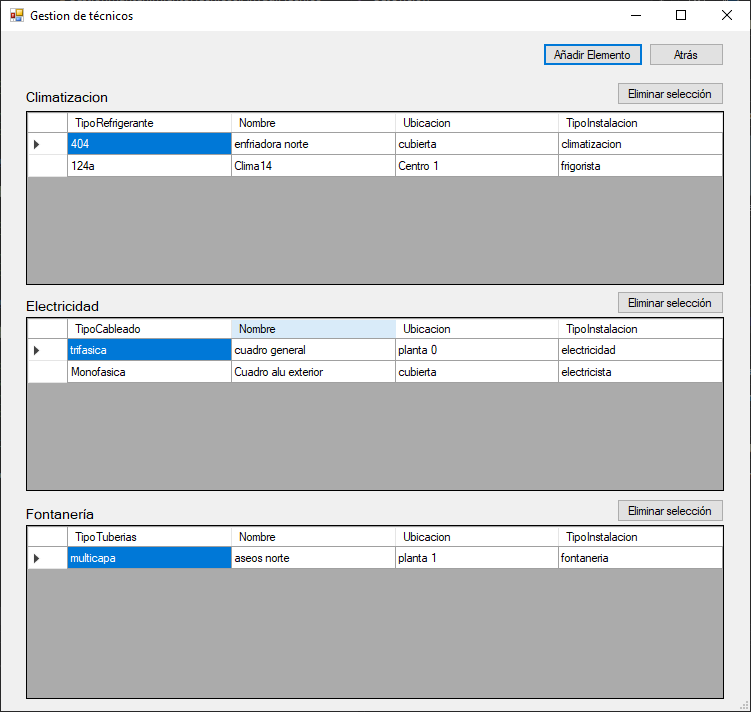 Gestion de técnicos
Añadir Elemento Atrás
Climatizacion Eliminar selección
TipoRefrigerante Nombre Ubicacion TipoInstalacion
404 enfriadora norte cubierta climatizacion
124a Clima14 Centro 1 frigorista
Electricidad Eliminar selección
TipoCableado Nombre Ubicacion TipoInstalacion
trifasica cuadro general planta 0 electricidad
Monofasica Cuadro alu exterior cubierta electricista
Fontanería Eliminar selección
TipoTuberias Nombre Ubicacion TipoInstalacion
multicapa aseos norte planta 1 fontaneria